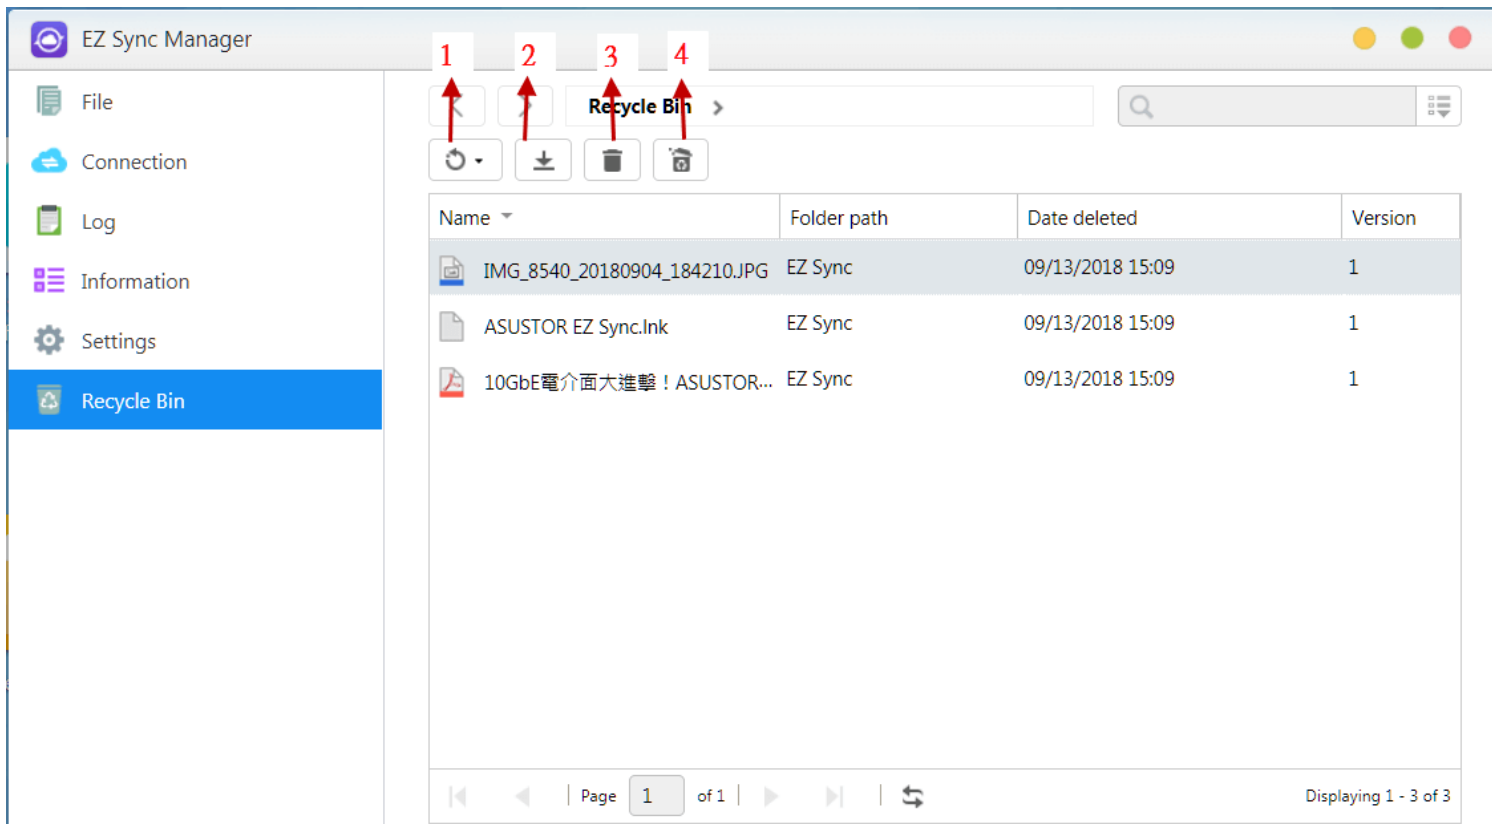 EZ Sync Manager
1 2 3 4
File
Connection
Log
Information
Settings
Recycle Bin
Recycle Bin
Name Folder path Date deleted Version
IMG_8540_20180904_184210.JPG EZ Sync 09/13/2018 15:09 1
ASUSTOR EZ Sync.lnk EZ Sync 09/13/2018 15:09 1
10GbE電介面大進擊！ASUSTOR... EZ Sync 09/13/2018 15:09 1
Page 1 of 1 Displaying 1 - 3 of 3